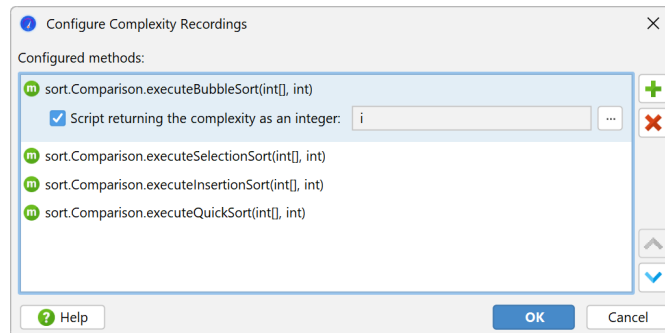 Configure Complexity Recordings
Configured methods:
sort.Comparison.executeBubbleSort(int[], int)
Script returning the complexity as an integer: i ...
sort.Comparison.executeSelectionSort(int[], int)
sort.Comparison.executeInsertionSort(int[], int)
sort.Comparison.executeQuickSort(int[], int)
Help OK Cancel